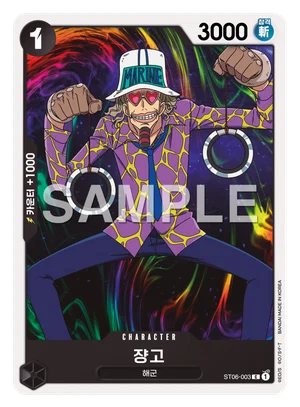 1
3000
참격
斬
MARINE
카운터 +1000
SAMPLE
CHARACTER
쟝고
해군
ST06-003 C 1
BANDAI MADE IN KOREA